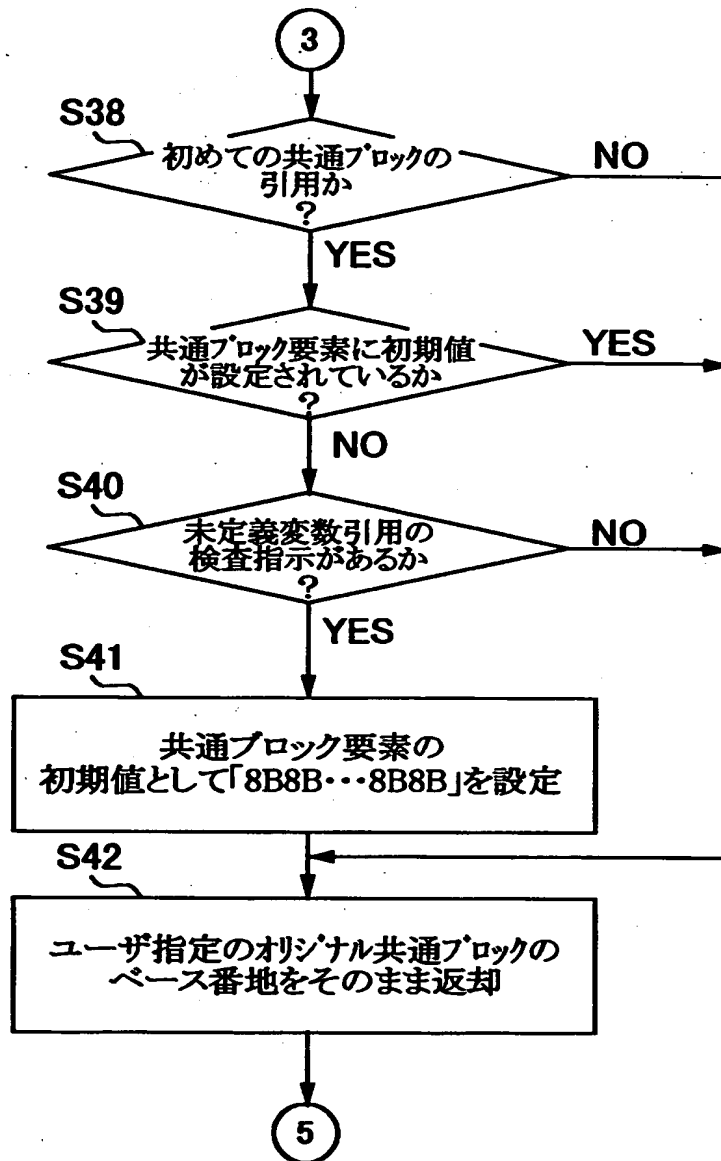 3
S38
初めての共通ブロックの
引用か
?
NO
YES
S39
共通ブロック要素に初期値
が設定されているか
?
YES
NO
S40
未定義変数引用の
検査指示があるか
?
NO
YES
S41
共通ブロック要素の
初期値として「8B8B・・・8B8B」を設定
S42
ユーザ指定のオリジナル共通ブロックの
ベース番地をそのまま返却
5